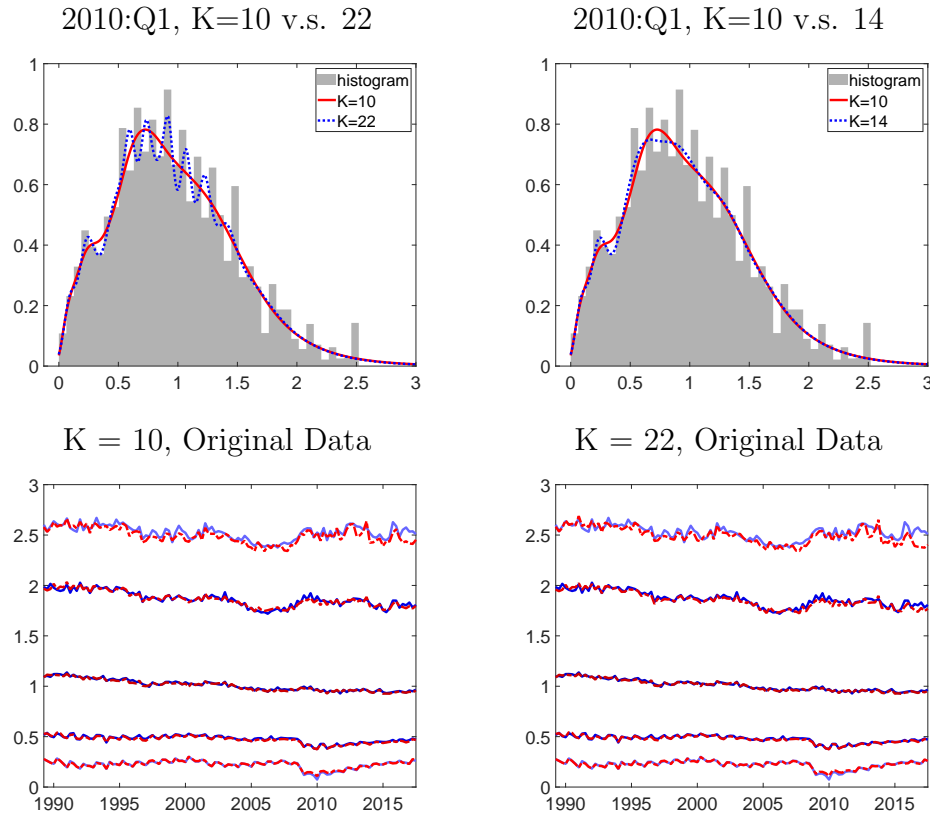 2010:Q1, K=10 v.s. 22
1
0.8
0.6
0.4
0.2
0
0 0.5 1 1.5 2 2.5 3
histogram
K=10
K=22
2010:Q1, K=10 v.s. 14
1
0.8
0.6
0.4
0.2
0
0 0.5 1 1.5 2 2.5 3
histogram
K=10
K=14
K = 10, Original Data
3
2.5
2
1.5
1
0.5
0
1990 1995 2000 2005 2010 2015
K = 22, Original Data
3
2.5
2
1.5
1
0.5
0
1990 1995 2000 2005 2010 2015